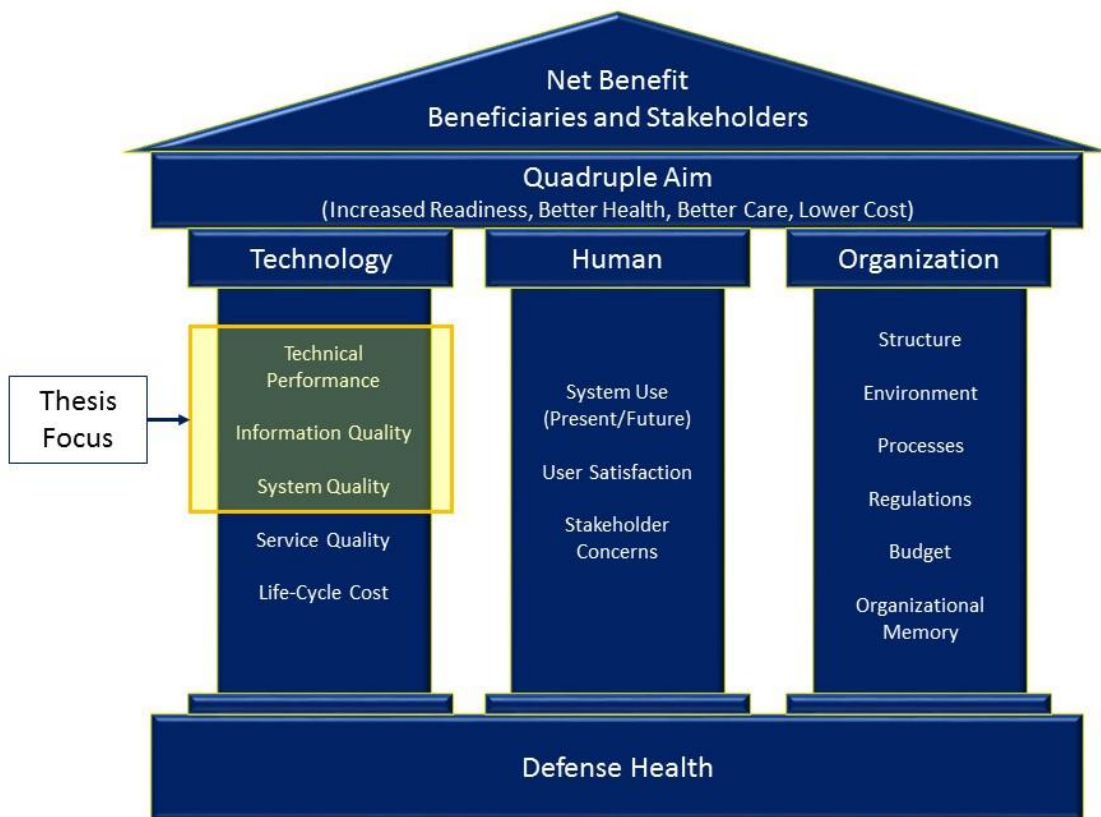 Net Benefit
Beneficiaries and Stakeholders
Quadruple Aim
(Increased Readiness, Better Health, Better Care, Lower Cost)
Technology
Human
Organization
Thesis
Focus
Technical
Performance
Information Quality
System Quality
Service Quality
Life-Cycle Cost
System Use
(Present/Future)
User Satisfaction
Stakeholder
Concerns
Structure
Environment
Processes
Regulations
Budget
Organizational
Memory
Defense Health